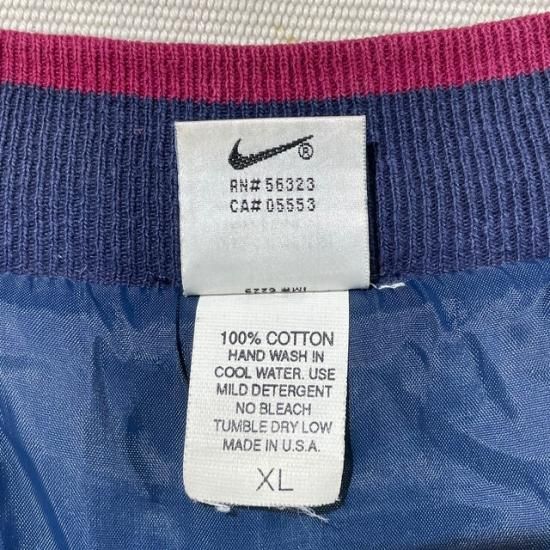 ®
RN# 56323
CA# 05553
100% COTTON
HAND WASH IN
COOL WATER. USE
MILD DETERGENT
NO BLEACH
TUMBLE DRY LOW
MADE IN U.S.A.
XL